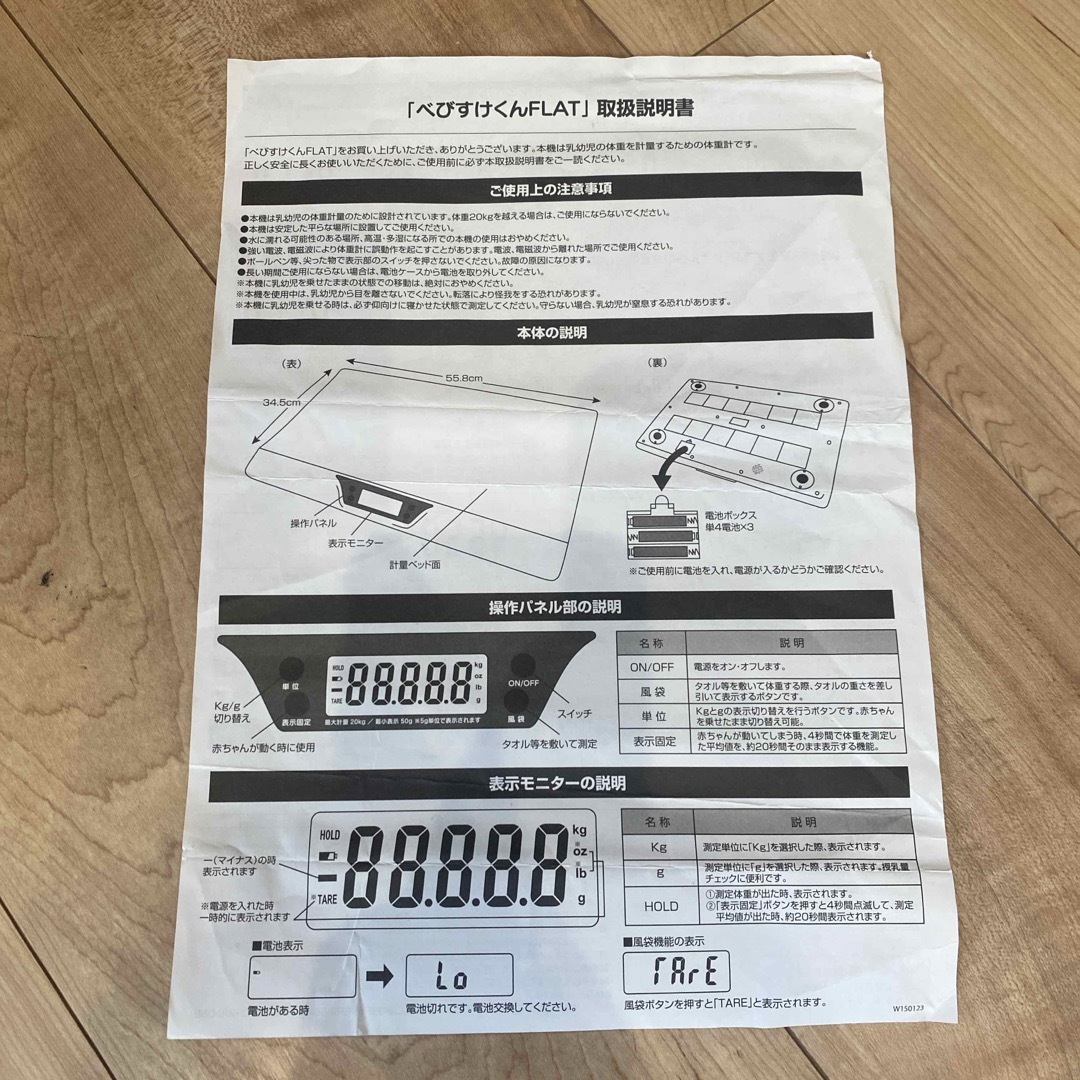 「べびすけくんFLAT」取扱説明書
「べびすけくんFLAT」をお買い上げいただき、ありがとうございます。本機は乳幼児の体重を計量するための体重計です。
正しく安全に長くお使いいただくために、ご使用前に必ず本取扱説明書をご一読ください。
ご使用上の注意事項
●本機は乳幼児の体重計量のために設計されています。体重20kgを越える場合は、ご使用にならないでください。
●本機は安定した平らな場所に設置してご使用ください。
●水に濡れる可能性のある場所、高温・多湿になる所での本機の使用はおやめください。
●強い電波、電磁波により体重計に誤動作を起こすことがあります。電波、電磁波から離れた場所でご使用ください。
●ボールペン等、尖った物で表示部のスイッチを押さないでください。故障の原因になります。
●長い期間ご使用にならない場合は、電池ケースから電池を取り外してください。
※本機に乳幼児を乗せたままの状態での移動は、絶対におやめください。
※本機を使用中は、乳幼児から目を離さないでください。転落により怪我をする恐れがあります。
※本機に乳幼児を乗せる時は、必ず仰向けに寝かせた状態で測定してください。守らない場合、乳幼児が窒息する恐れがあります。
本体の説明
(表)
55.8cm
34.5cm
操作パネル
表示モニター
計量ベッド面
(裏)
電池ボックス
単4電池×3
※ご使用前に電池を入れ、電源が入るかどうかご確認ください。
操作パネル部の説明
単位
表示固定
HOLD
TARE
88.8.8.8
kg
oz
lb
g
ON/OFF
風袋
最大計量 20kg / 最小表示 50g ※5g単位で表示されます
Kg/g
切り替え
赤ちゃんが動く時に使用
スイッチ
タオル等を敷いて測定
名称 説明
ON/OFF 電源をオン・オフします。
風袋 タオル等を敷いて体重する際、タオルの重さを差し
引いて表示するボタンです。
単位 Kgとgの表示切り替えを行うボタンです。赤ちゃん
を乗せたまま切り替え可能。
表示固定 赤ちゃんが動いてしまう時、4秒間で体重を測定し
た平均値を、約20秒間そのまま表示する機能。
表示モニターの説明
HOLD
※TARE
88.8.8.8
kg
※oz
※lb
g
ー(マイナス)の時
表示されます
※電源を入れた時
一時的に表示されます
名称 説明
Kg 測定単位に「Kg」を選択した際、表示されます。
g 測定単位に「g」を選択した際、表示されます。授乳量
チェックに便利です。
HOLD ①測定体重が出た時、表示されます。
②「表示固定」ボタンを押すと4秒間点滅して、測定
平均値が出た時、約20秒間表示されます。
■電池表示
電池がある時
Lo
電池切れです。電池交換してください。
■風袋機能の表示
TArE
風袋ボタンを押すと「TARE」と表示されます。
W150123